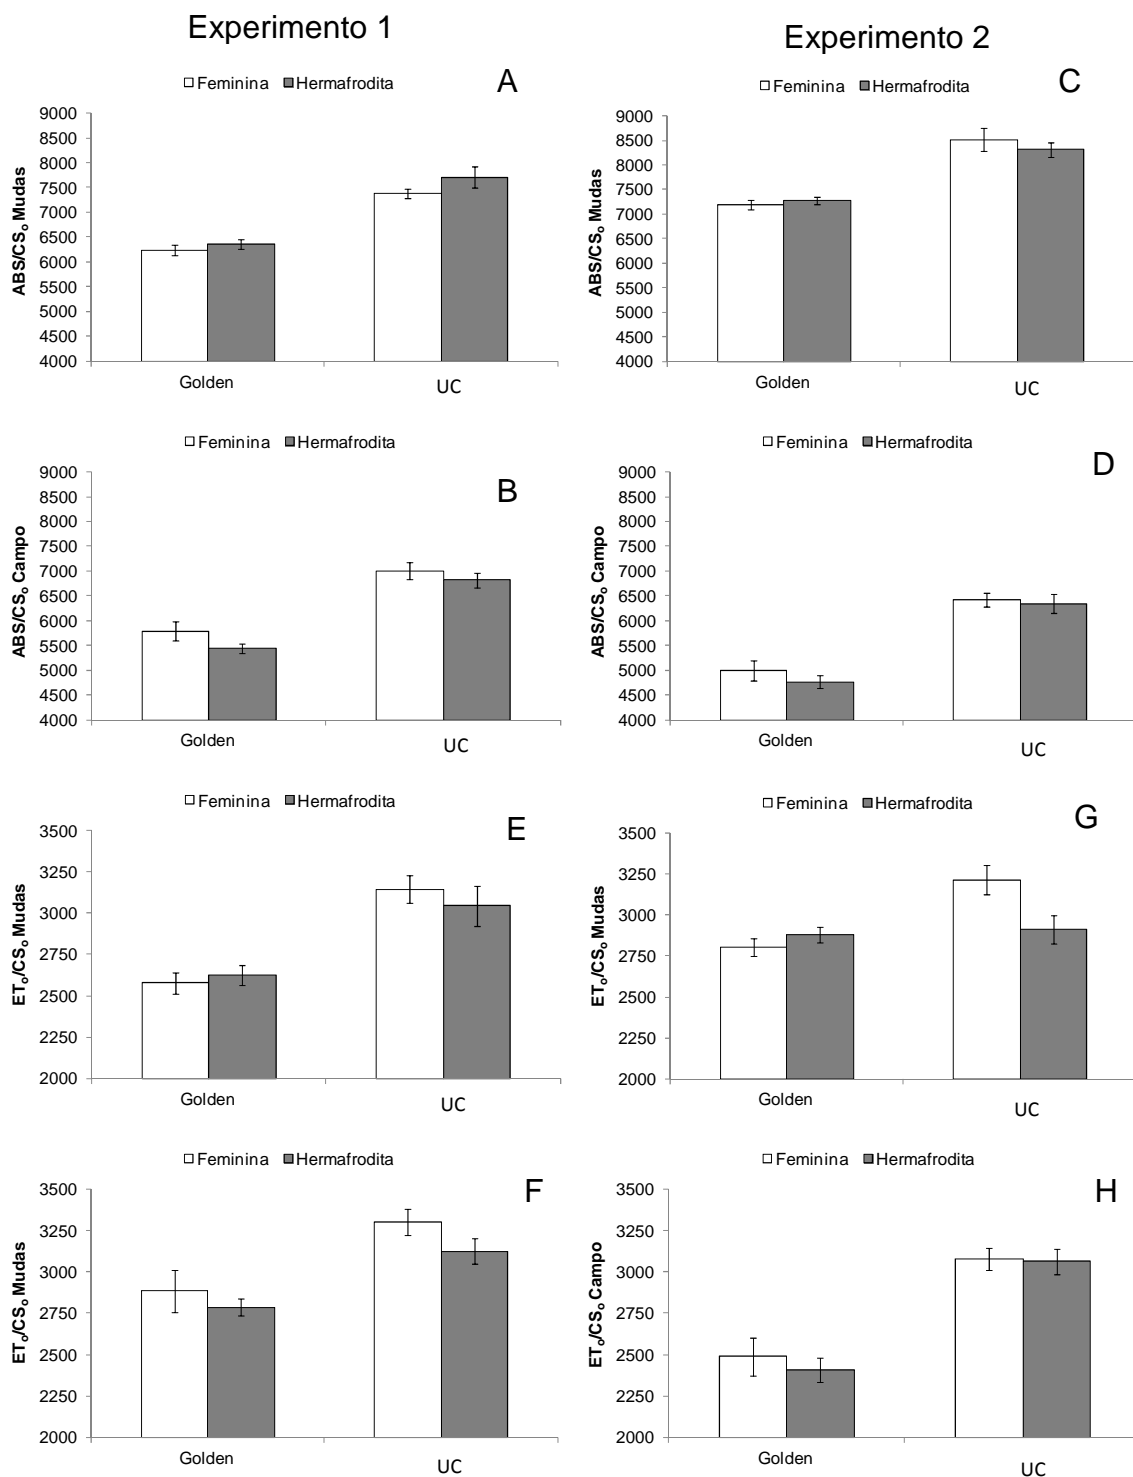 Experimento 1
Experimento 2
Feminina Hermafrodita
A
ABS/CSₒ Mudas
9000
8500
8000
7500
7000
6500
6000
5500
5000
4500
4000
Golden UC
Feminina Hermafrodita
C
ABS/CSₒ Mudas
9000
8500
8000
7500
7000
6500
6000
5500
5000
4500
4000
Golden UC
Feminina Hermafrodita
B
ABS/CSₒ Campo
9000
8500
8000
7500
7000
6500
6000
5500
5000
4500
4000
Golden UC
Feminina Hermafrodita
D
ABS/CSₒ Campo
9000
8500
8000
7500
7000
6500
6000
5500
5000
4500
4000
Golden UC
Feminina Hermafrodita
E
ETₒ/CSₒ Mudas
3500
3250
3000
2750
2500
2250
2000
Golden UC
Feminina Hermafrodita
G
ETₒ/CSₒ Mudas
3500
3250
3000
2750
2500
2250
2000
Golden UC
Feminina Hermafrodita
F
ETₒ/CSₒ Mudas
3500
3250
3000
2750
2500
2250
2000
Golden UC
Feminina Hermafrodita
H
ETₒ/CSₒ Campo
3500
3250
3000
2750
2500
2250
2000
Golden UC